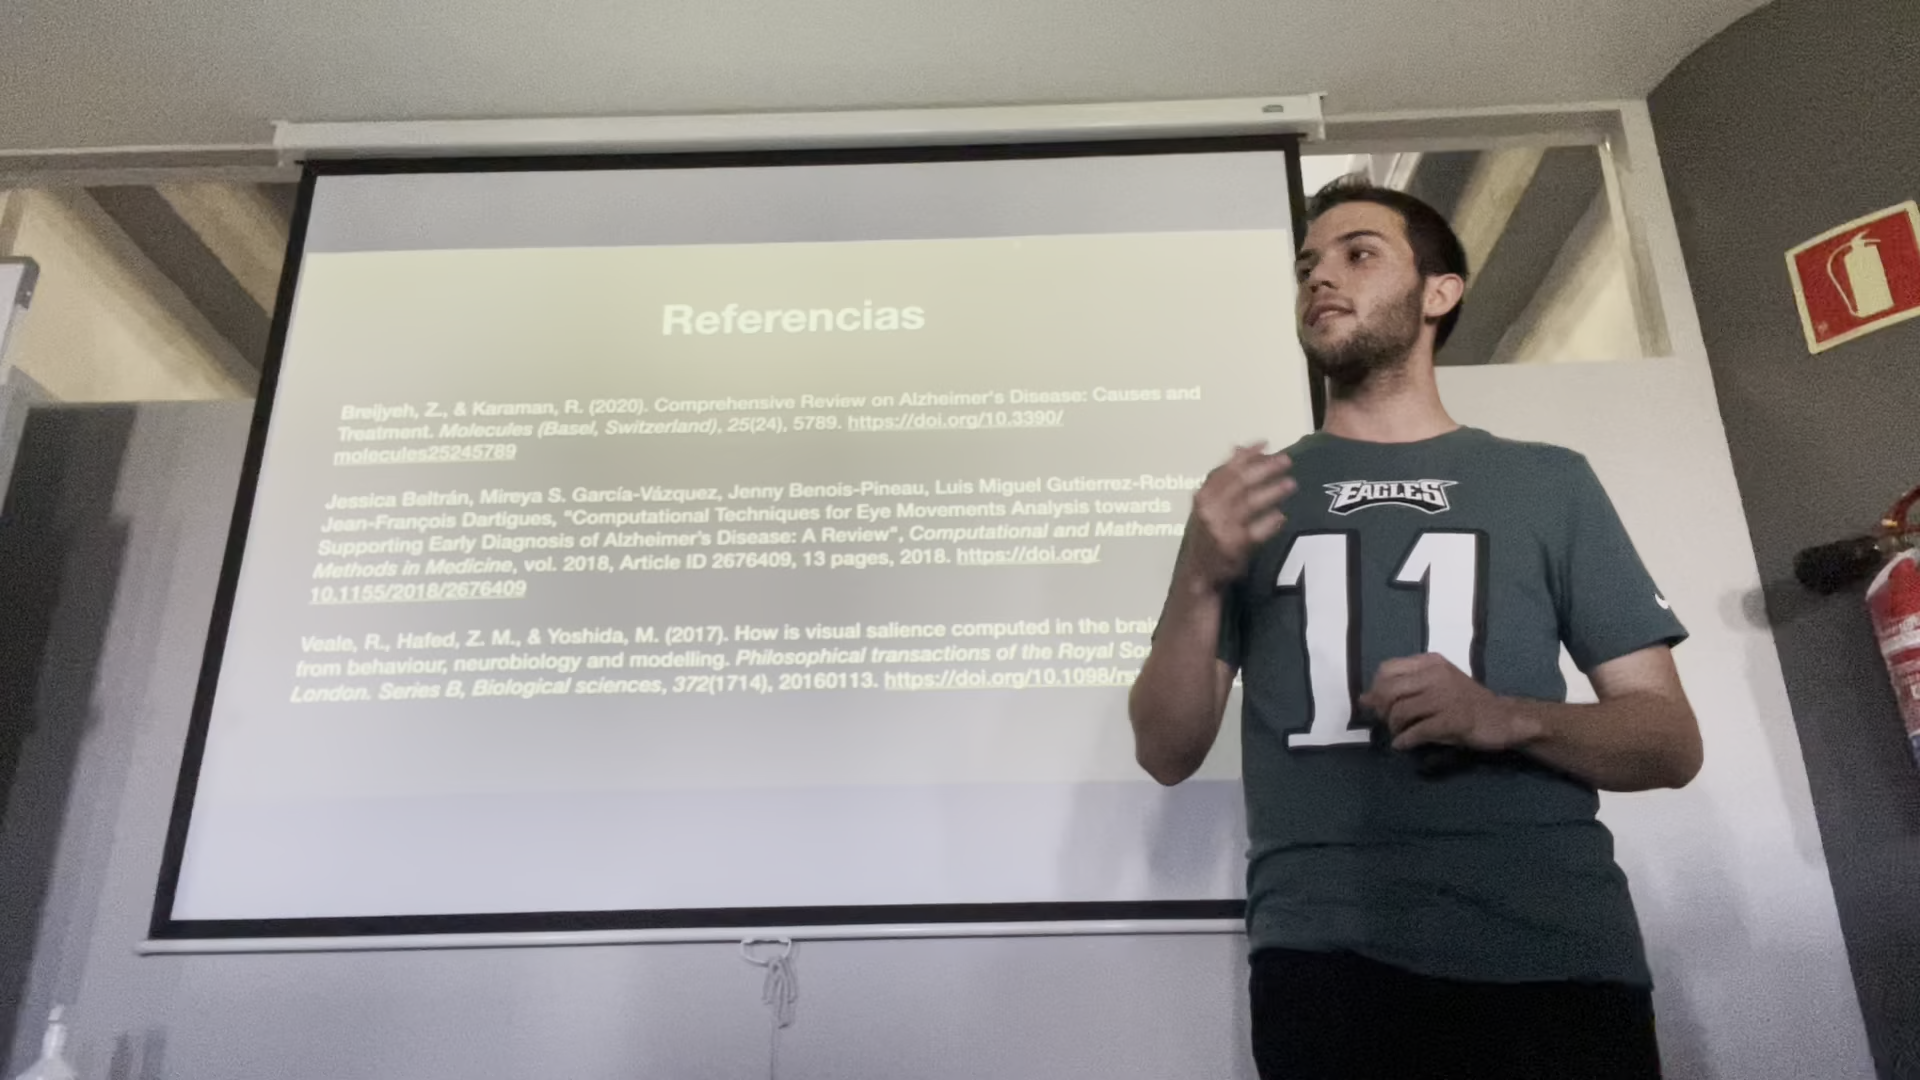 Referencias
Breijyeh, Z., & Karaman, R. (2020). Comprehensive Review on Alzheimer's Disease: Causes and
Treatment. Molecules (Basel, Switzerland), 25(24), 5789. https://doi.org/10.3390/
molecules25245789
Jessica Beltrán, Mireya S. García-Vázquez, Jenny Benois-Pineau, Luis Miguel Gutierrez-Robled
Jean-François Dartigues, "Computational Techniques for Eye Movements Analysis towards
Supporting Early Diagnosis of Alzheimer's Disease: A Review", Computational and Mathema
Methods in Medicine, vol. 2018, Article ID 2676409, 13 pages, 2018. https://doi.org/
10.1155/2018/2676409
Veale, R., Hafed, Z. M., & Yoshida, M. (2017). How is visual salience computed in the brai
from behaviour, neurobiology and modelling. Philosophical transactions of the Royal So
London. Series B, Biological sciences, 372(1714), 20160113. https://doi.org/10.1098/rs
EAGLES
11